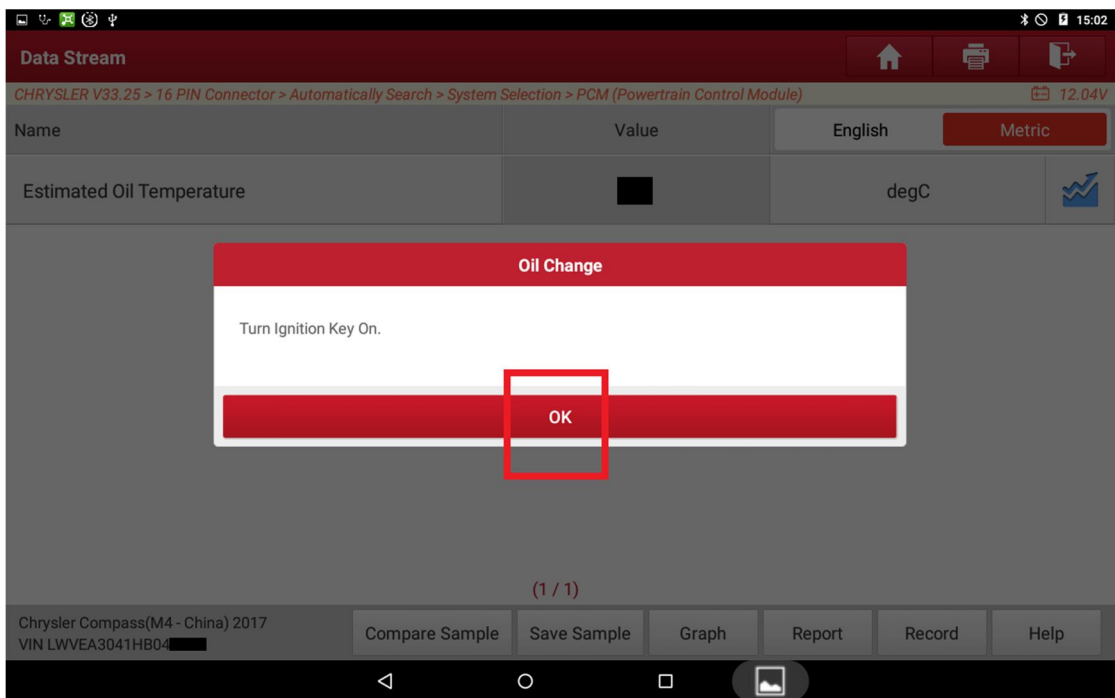 15:02
Data Stream
CHRYSLER V33.25 > 16 PIN Connector > Automatically Search > System Selection > PCM (Powertrain Control Module)
12.04V
Name Value English Metric
Estimated Oil Temperature degC
Oil Change
Turn Ignition Key On.
OK
(1 / 1)
Chrysler Compass(M4 - China) 2017
VIN LWVEA3041HB04
Compare Sample Save Sample Graph Report Record Help